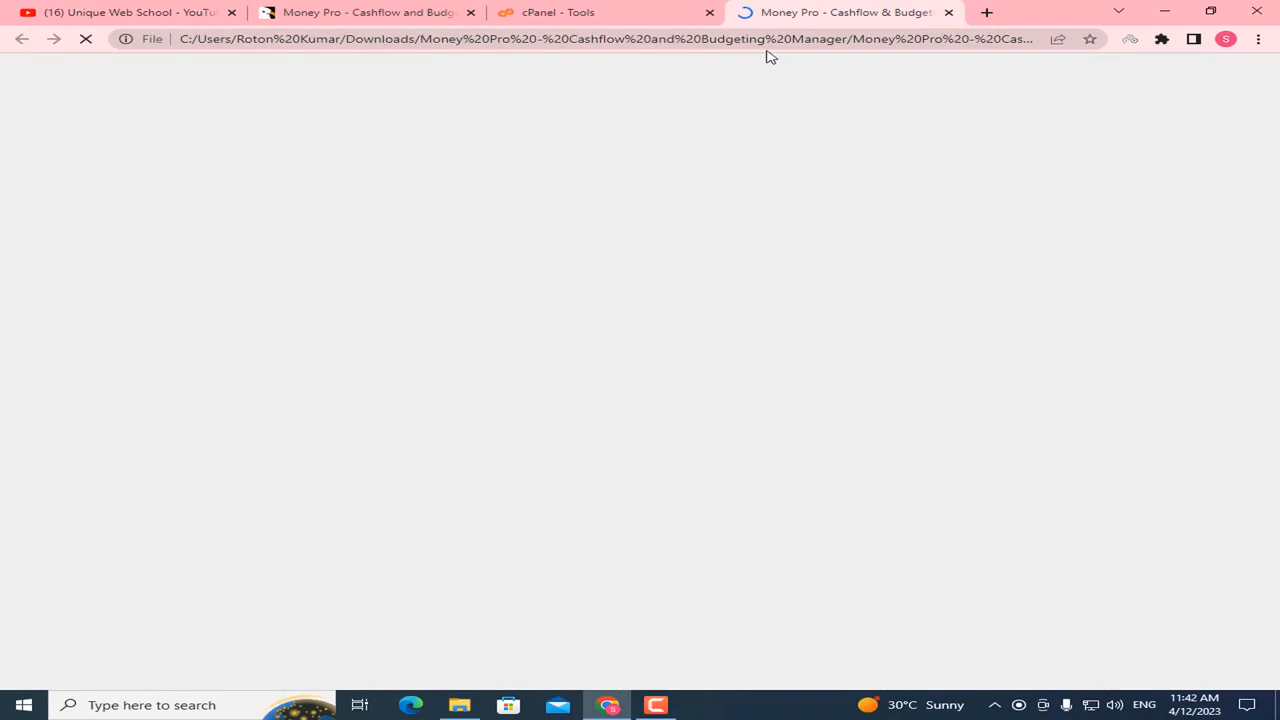 (16) Unique Web School - YouTu
Money Pro - Cashflow and Budg
cPanel - Tools
Money Pro - Cashflow & Budget
File
C:/Users/Roton%20Kumar/Downloads/Money%20Pro%20-%20Cashflow%20and%20Budgeting%20Manager/Money%20Pro%20-%20Cas...
S
Type here to search
S
30°C Sunny
ENG
11:42 AM
4/12/2023